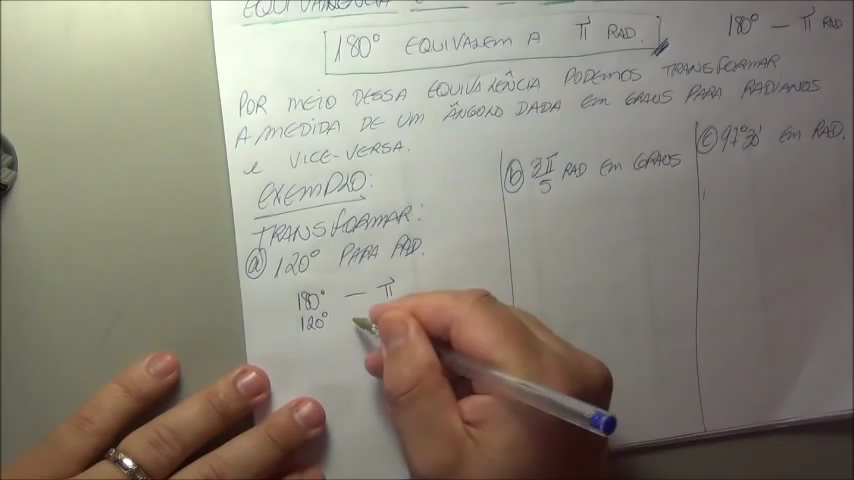 180° EQUIVALEM A π RAD.
180° — π RAD
POR MEIO DESSA EQUIVALÊNCIA PODEMOS TRANSFORMAR
A MEDIDA DE UM ÂNGULO DADA EM GRAUS PARA RADIANOS
E VICE-VERSA.
EXEMPLO:
TRANSFORMAR:
a) 120° PARA RAD.
180° — π
120°
b) 3π/5 RAD EM GRAUS
c) 97°30' EM RAD.